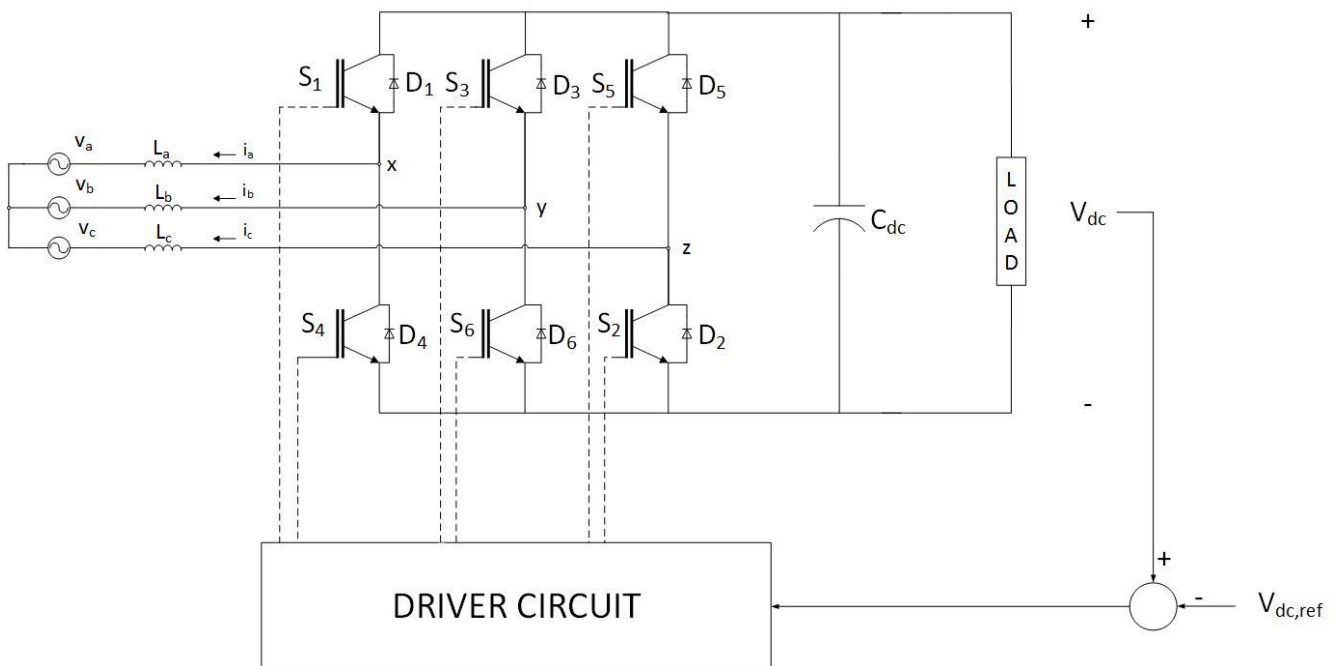 +
S1 D1 S3 D3 S5 D5
va La ia
x
vb Lb ib
y
vc Lc ic
z
Cdc
L
O
A
D
Vdc
S4 D4 S6 D6 S2 D2
-
+
DRIVER CIRCUIT
- Vdc,ref